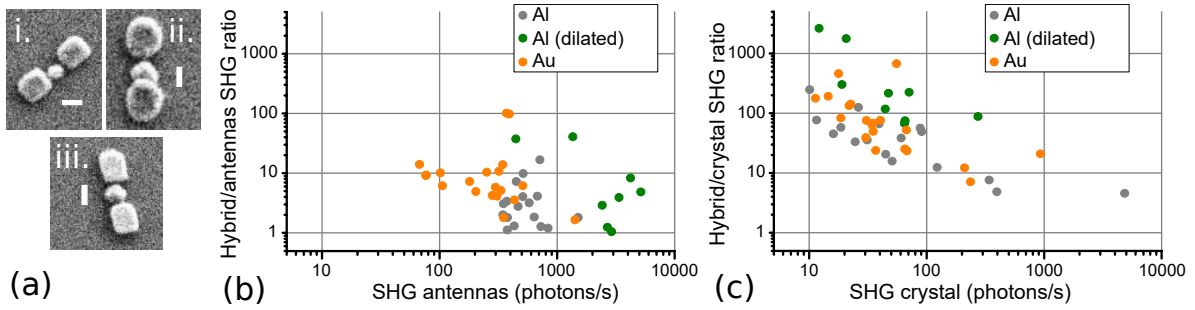 i.
ii.
iii.
(a)
Hybrid/antennas SHG ratio
1000
100
10
1
Al
Al (dilated)
Au
10 100 1000 10000
SHG antennas (photons/s)
(b)
Hybrid/crystal SHG ratio
1000
100
10
1
Al
Al (dilated)
Au
10 100 1000 10000
SHG crystal (photons/s)
(c)